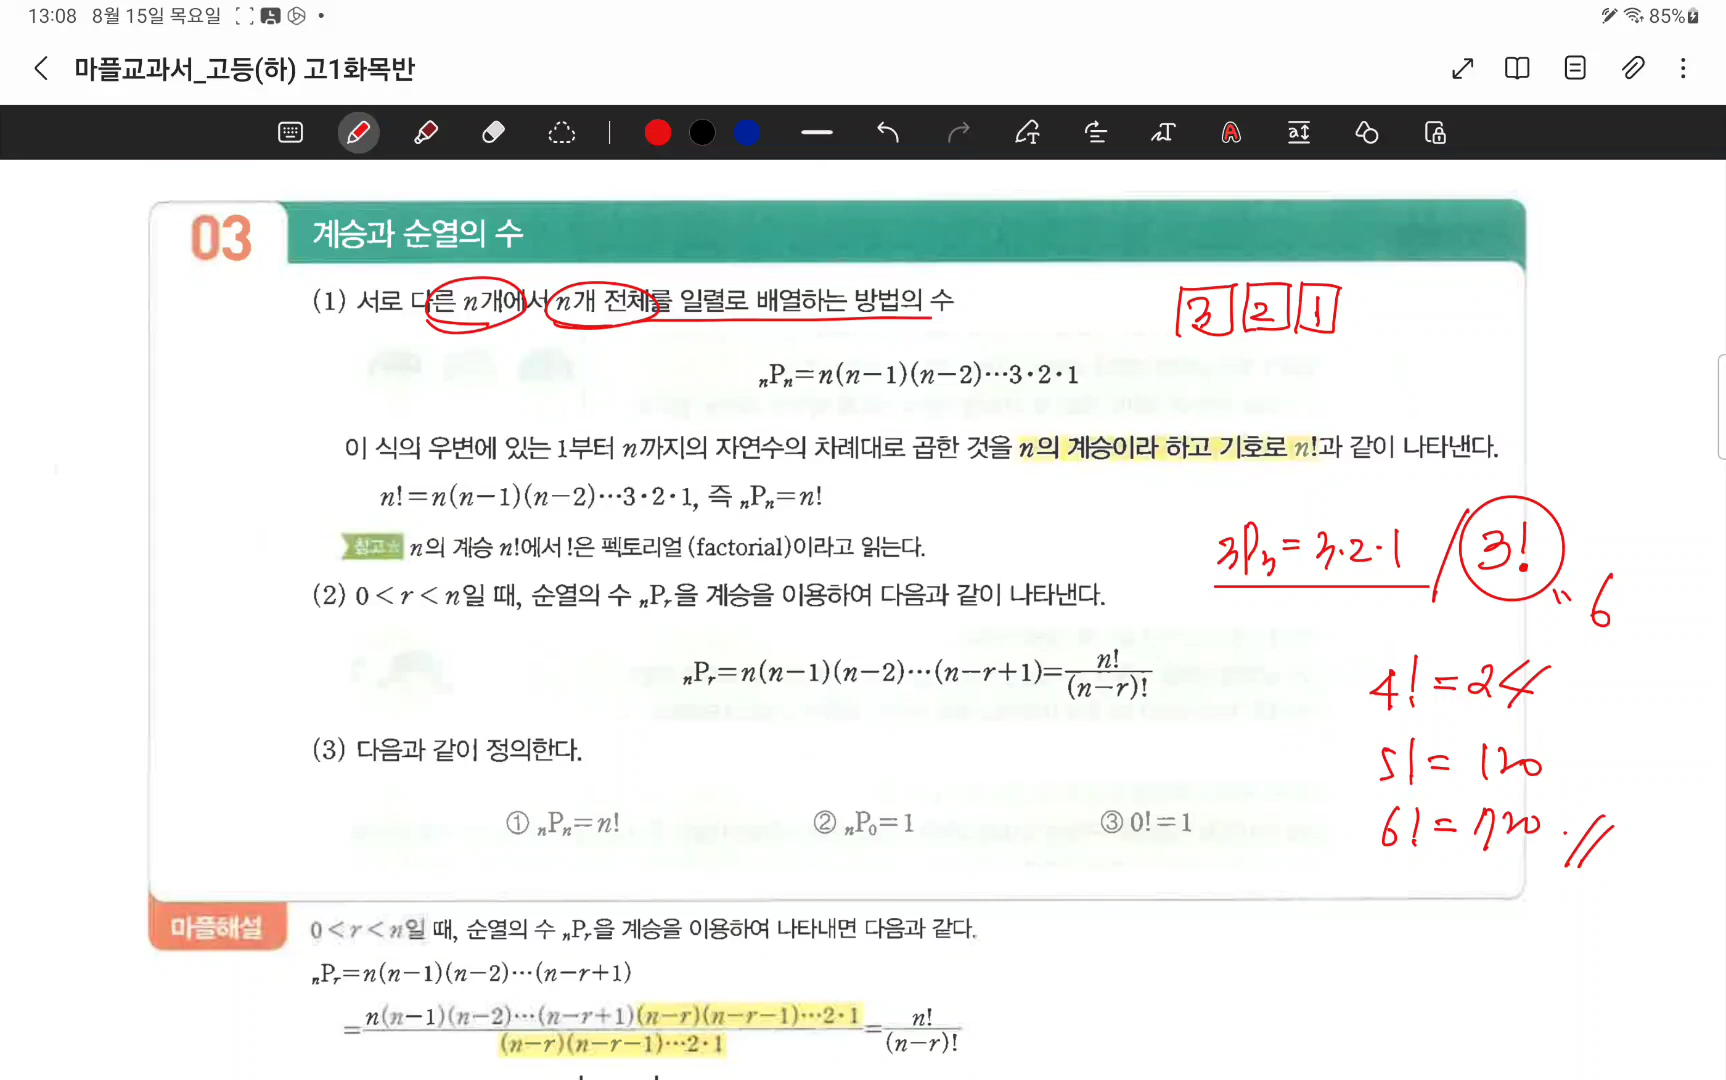 13:08 8월 15일 목요일
85%
마플교과서_고등(하) 고1화목반
03 계승과 순열의 수
(1) 서로 다른 n개에서 n개 전체를 일렬로 배열하는 방법의 수
3 2 1
ₙPₙ=n(n−1)(n−2)⋯3·2·1
이 식의 우변에 있는 1부터 n까지의 자연수의 차례대로 곱한 것을 n의 계승이라 하고 기호로 n!과 같이 나타낸다.
n!=n(n−1)(n−2)⋯3·2·1, 즉 ₙPₙ=n!
참고☆ n의 계승 n!에서 !은 펙토리얼(factorial)이라고 읽는다.
₃P₃=3·2·1 / 3! = 6
(2) 0<r<n일 때, 순열의 수 ₙPᵣ을 계승을 이용하여 다음과 같이 나타낸다.
ₙPᵣ=n(n−1)(n−2)⋯(n−r+1)=n!/(n−r)!
4!=24
(3) 다음과 같이 정의한다.
5!=120
① ₙPₙ=n! ② ₙP₀=1 ③ 0!=1
6!=720
마플해설 0<r<n일 때, 순열의 수 ₙPᵣ을 계승을 이용하여 나타내면 다음과 같다.
ₙPᵣ=n(n−1)(n−2)⋯(n−r+1)
=n(n−1)(n−2)⋯(n−r+1)(n−r)(n−r−1)⋯2·1/(n−r)(n−r−1)⋯2·1=n!/(n−r)!